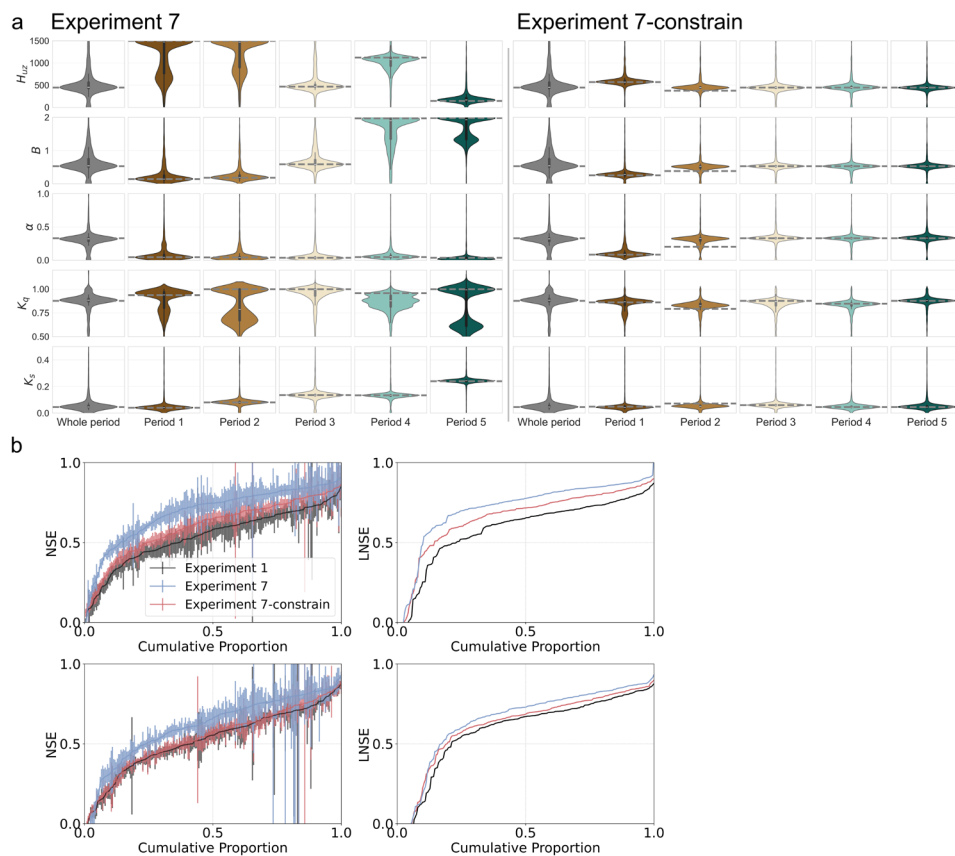 a Experiment 7 Experiment 7-constrain
1500
1000
500
0
H_uz
2
1
0
B
1.0
0.5
0.0
α
1.00
0.75
0.50
K_q
0.4
0.2
0.0
K_s
Whole period Period 1 Period 2 Period 3 Period 4 Period 5 Whole period Period 1 Period 2 Period 3 Period 4 Period 5
b
1.0
0.5
0.0
NSE
Experiment 1
Experiment 7
Experiment 7-constrain
0.0 0.5 1.0
Cumulative Proportion
1.0
0.5
0.0
LNSE
0.0 0.5 1.0
Cumulative Proportion
1.0
0.5
0.0
NSE
0.0 0.5 1.0
Cumulative Proportion
1.0
0.5
0.0
LNSE
0.0 0.5 1.0
Cumulative Proportion